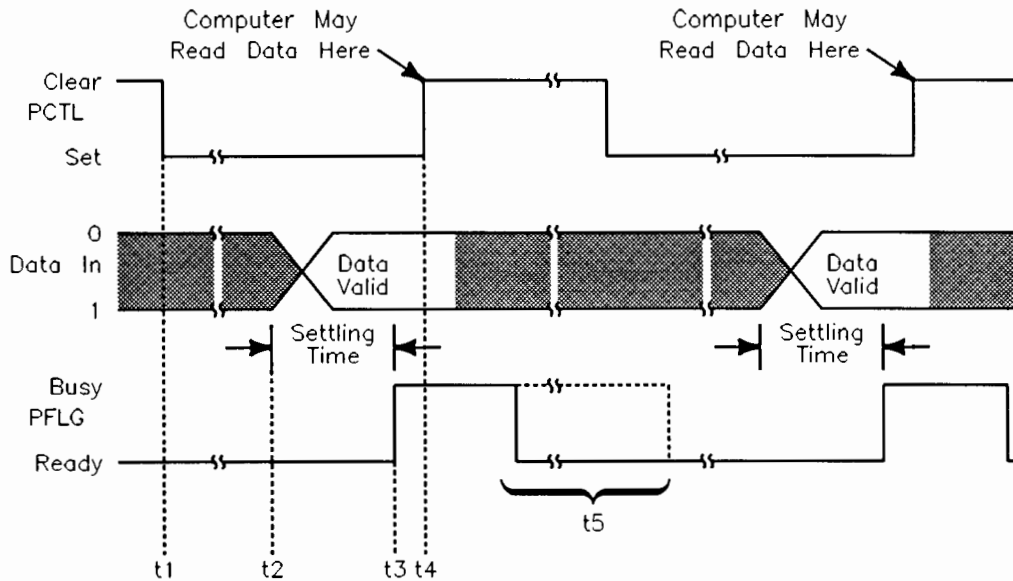 Computer May
Read Data Here
Computer May
Read Data Here
Clear
PCTL
Set
0
Data In
1
Data
Valid
Data
Valid
Settling
Time
Settling
Time
Busy
PFLG
Ready
t5
t1 t2 t3 t4